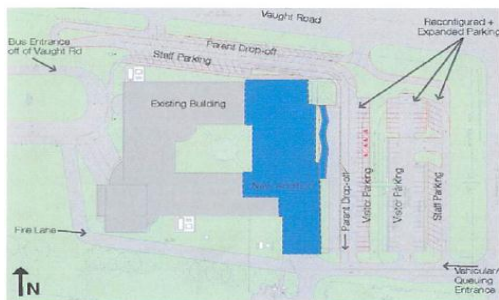 Vaught Road
Reconfigured +
Expanded Parking
Bus Entrance
off of Vaught Rd
Parent Drop-off
Staff Parking
Existing Building
Parent Drop-off
Visitor Parking
Visitor Parking
Staff Parking
Fire Lane
N
Vehicular/
Queuing
Entrance